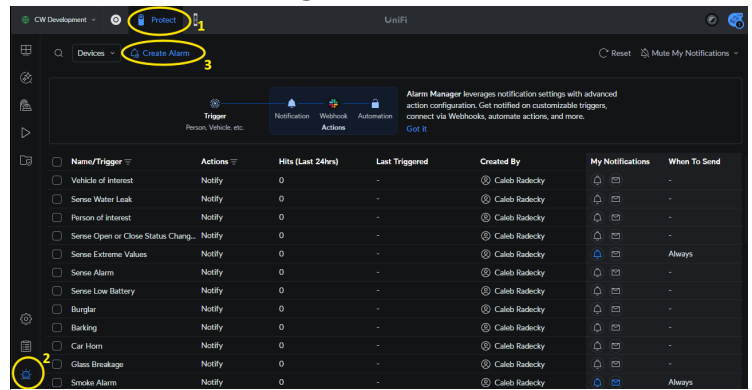 CW Development
Protect
1
UniFi
Devices
Create Alarm
3
Reset
Mute My Notifications
Trigger
Person, Vehicle, etc.
Notification
Webhook
Automation
Actions
Alarm Manager leverages notification settings with advanced
action configuration. Get notified on customizable triggers,
connect via Webhooks, automate actions, and more.
Got it
Name/Trigger Actions Hits (Last 24hrs) Last Triggered Created By My Notifications When To Send
Vehicle of interest Notify 0 - Caleb Radecky -
Sense Water Leak Notify 0 - Caleb Radecky -
Person of interest Notify 0 - Caleb Radecky -
Sense Open or Close Status Chang... Notify 0 - Caleb Radecky -
Sense Extreme Values Notify 0 - Caleb Radecky Always
Sense Alarm Notify 0 - Caleb Radecky -
Sense Low Battery Notify 0 - Caleb Radecky -
Burglar Notify 0 - Caleb Radecky -
Barking Notify 0 - Caleb Radecky -
Car Horn Notify 0 - Caleb Radecky -
2
Glass Breakage Notify 0 - Caleb Radecky -
Smoke Alarm Notify 0 - Caleb Radecky Always